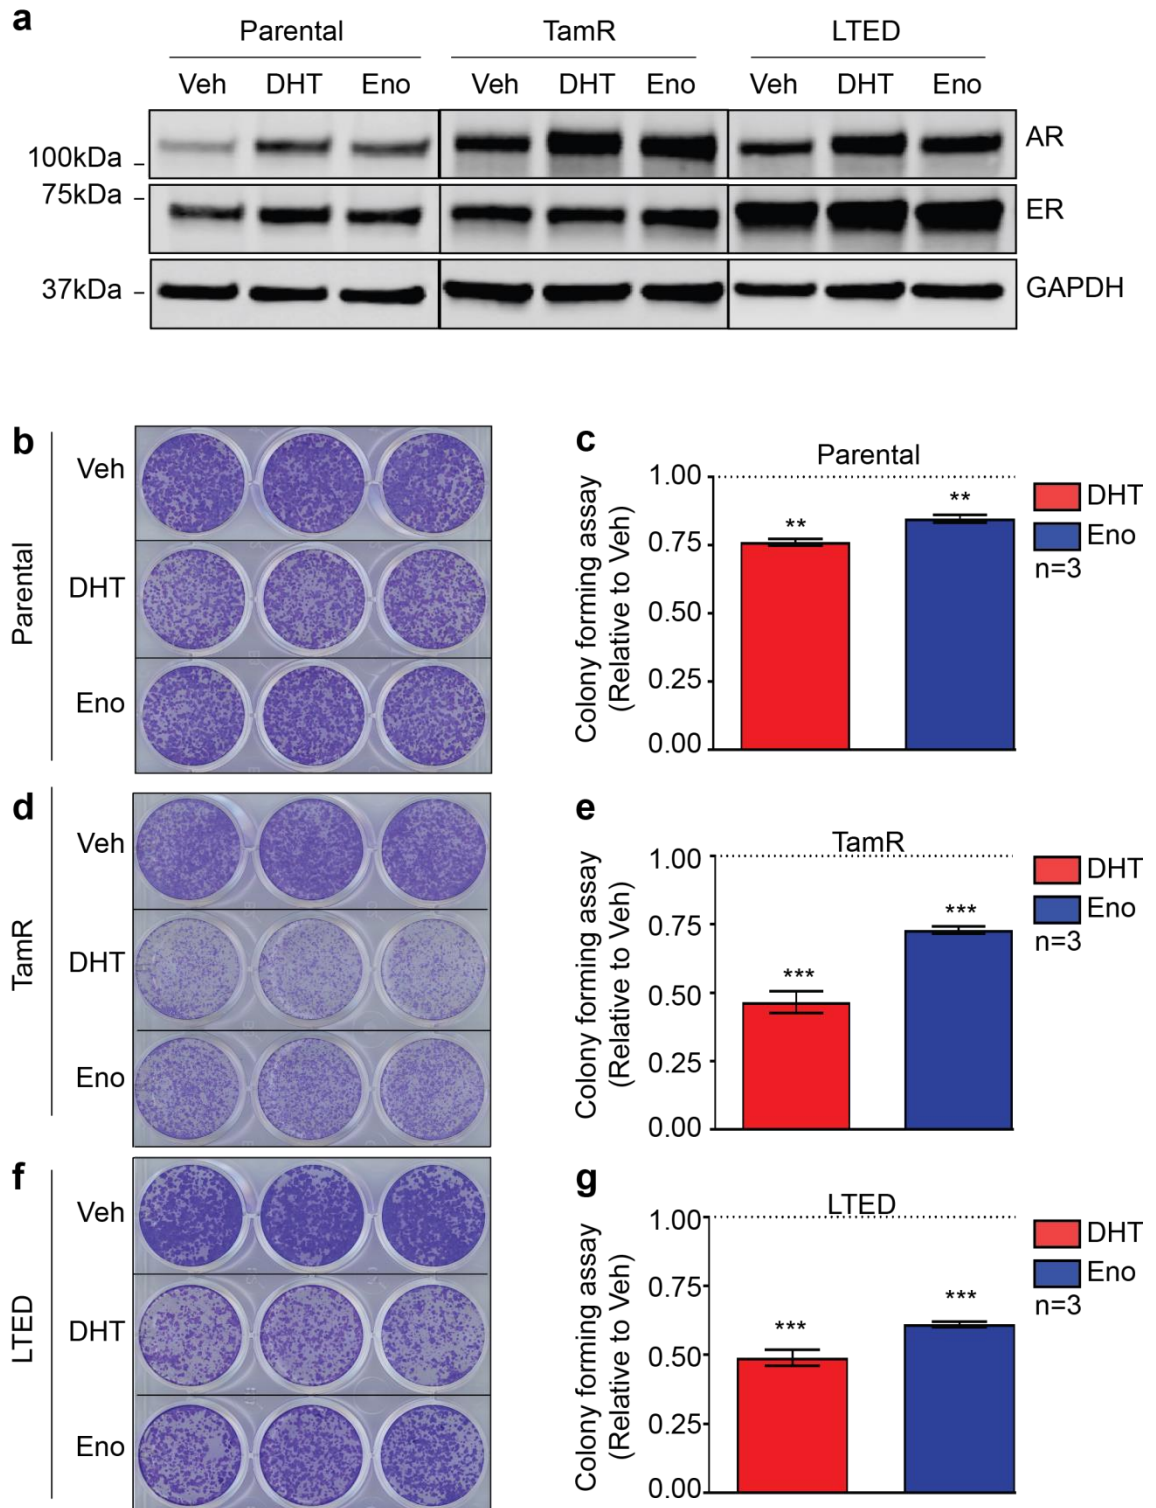 a
Parental TamR LTED
Veh DHT Eno Veh DHT Eno Veh DHT Eno
100kDa AR
75kDa ER
37kDa GAPDH
b
Parental
Veh
DHT
Eno
c
Parental
Colony forming assay
(Relative to Veh)
1.00
0.75
0.50
0.25
0.00
**
**
DHT
Eno
n=3
d
TamR
Veh
DHT
Eno
e
TamR
Colony forming assay
(Relative to Veh)
1.00
0.75
0.50
0.25
0.00
***
***
DHT
Eno
n=3
f
LTED
Veh
DHT
Eno
g
LTED
Colony forming assay
(Relative to Veh)
1.00
0.75
0.50
0.25
0.00
***
***
DHT
Eno
n=3